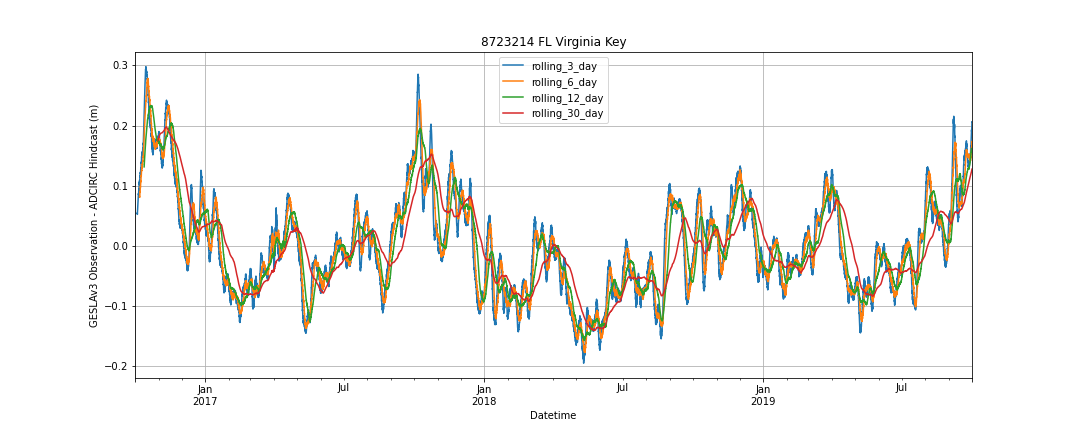 8723214 FL Virginia Key
rolling_3_day
rolling_6_day
rolling_12_day
rolling_30_day
GESLAv3 Observation - ADCIRC Hindcast (m)
0.3
0.2
0.1
0.0
−0.1
−0.2
Jan
2017
Jul
Jan
2018
Jul
Jan
2019
Jul
Datetime